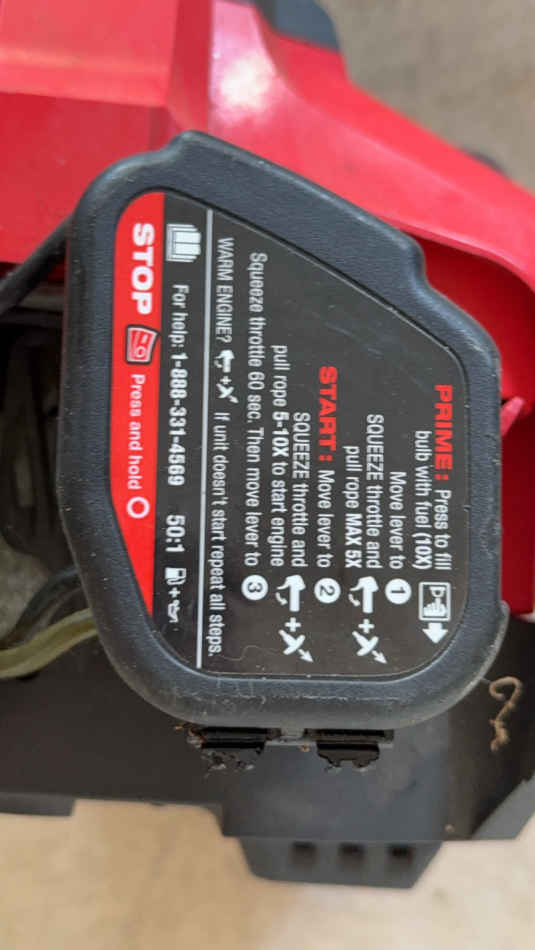 PRIME: Press to fill
bulb with fuel (10X)
Move lever to 1
SQUEEZE throttle and
pull rope MAX 5X
START: Move lever to 2
SQUEEZE throttle and
pull rope 5-10X to start engine
Squeeze throttle 60 sec. Then move lever to 3
WARM ENGINE? + If unit doesn't start repeat all steps.
For help: 1-888-331-4569 50:1 +
STOP Press and hold O